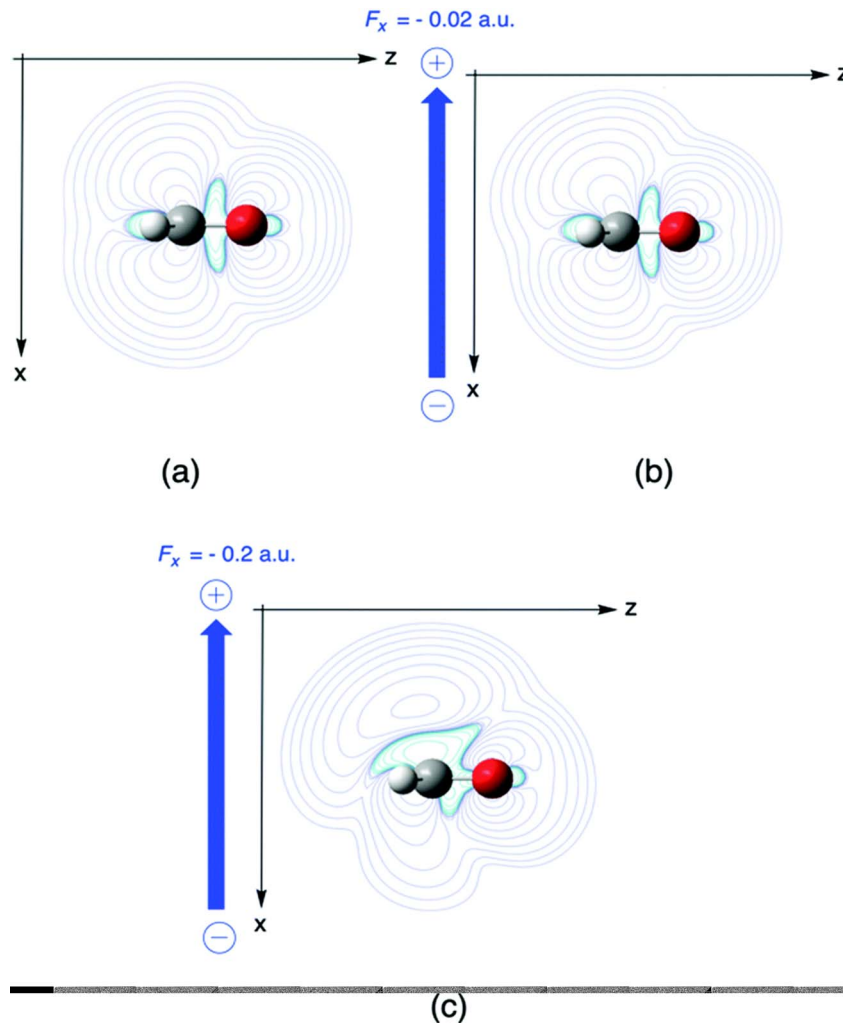 F_x = - 0.02 a.u.
z
+
z
x
−
x
(a)
(b)
F_x = - 0.2 a.u.
+
z
−
x
(c)